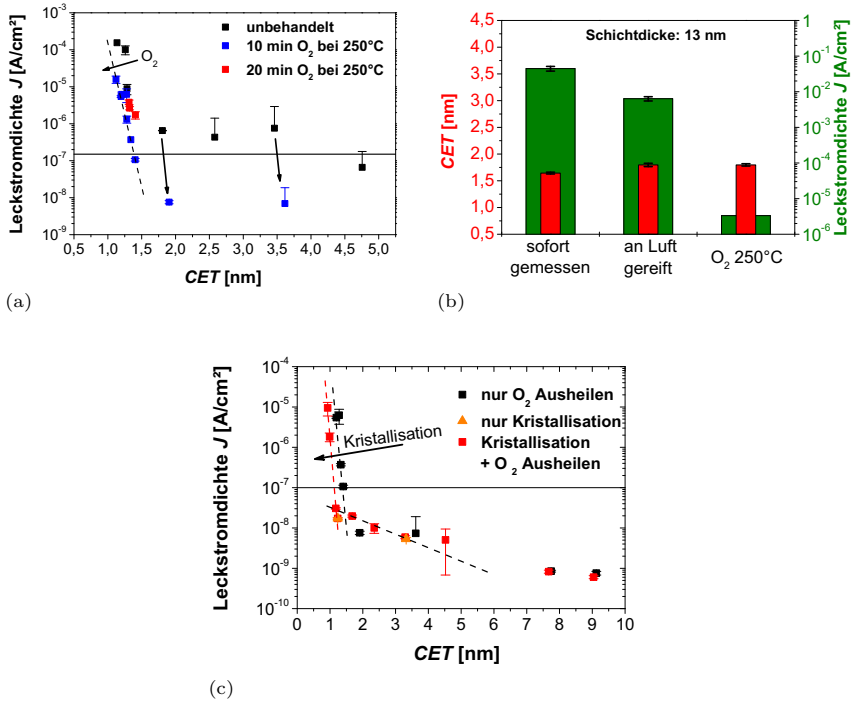 Leckstromdichte J [A/cm²]
10⁻³
10⁻⁴
10⁻⁵
10⁻⁶
10⁻⁷
10⁻⁸
10⁻⁹
unbehandelt
10 min O₂ bei 250°C
20 min O₂ bei 250°C
O₂
0,5 1,0 1,5 2,0 2,5 3,0 3,5 4,0 4,5 5,0
CET [nm]
(a)
CET [nm]
4,5
4,0
3,5
3,0
2,5
2,0
1,5
1,0
0,5
Schichtdicke: 13 nm
1
10⁻¹
10⁻²
10⁻³
10⁻⁴
10⁻⁵
10⁻⁶
Leckstromdichte J [A/cm²]
sofort gemessen
an Luft gereift
O₂ 250°C
(b)
Leckstromdichte J [A/cm²]
10⁻⁴
10⁻⁵
10⁻⁶
10⁻⁷
10⁻⁸
10⁻⁹
10⁻¹⁰
nur O₂ Ausheilen
nur Kristallisation
Kristallisation
+ O₂ Ausheilen
Kristallisation
0 1 2 3 4 5 6 7 8 9 10
CET [nm]
(c)